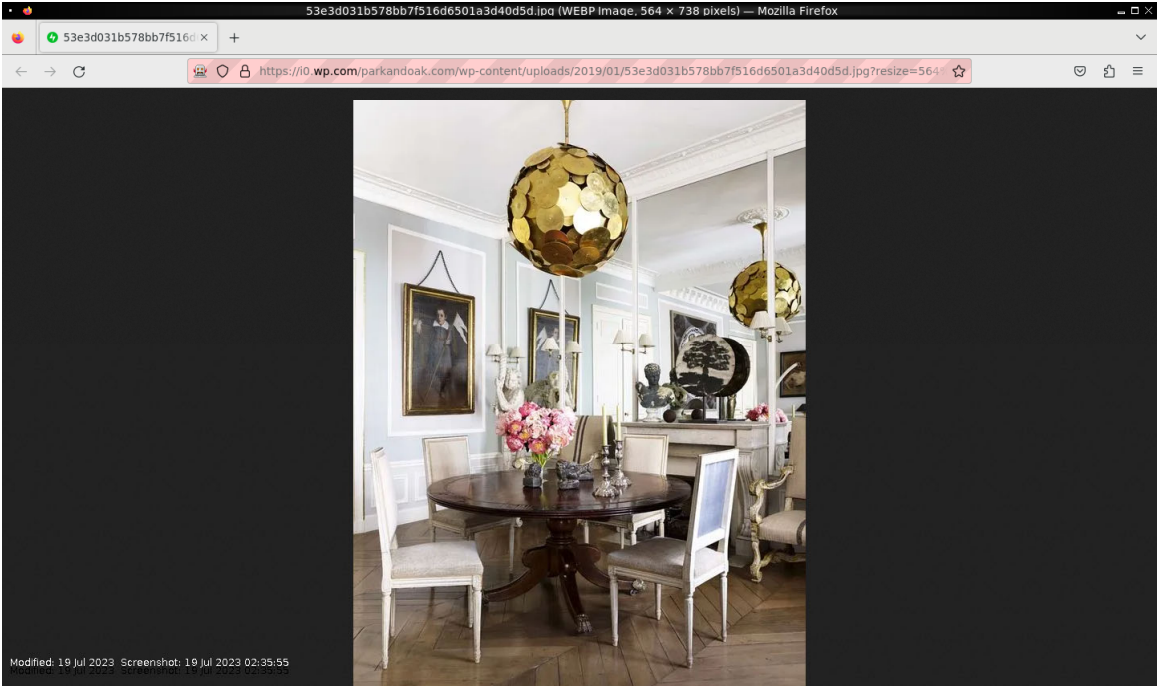 53e3d031b578bb7f516d6501a3d40d5d.jpg (WEBP Image, 564 × 738 pixels) — Mozilla Firefox
53e3d031b578bb7f516d
https://i0.wp.com/parkandoak.com/wp-content/uploads/2019/01/53e3d031b578bb7f516d6501a3d40d5d.jpg?resize=564
Modified: 19 Jul 2023 Screenshot: 19 Jul 2023 02:35:55